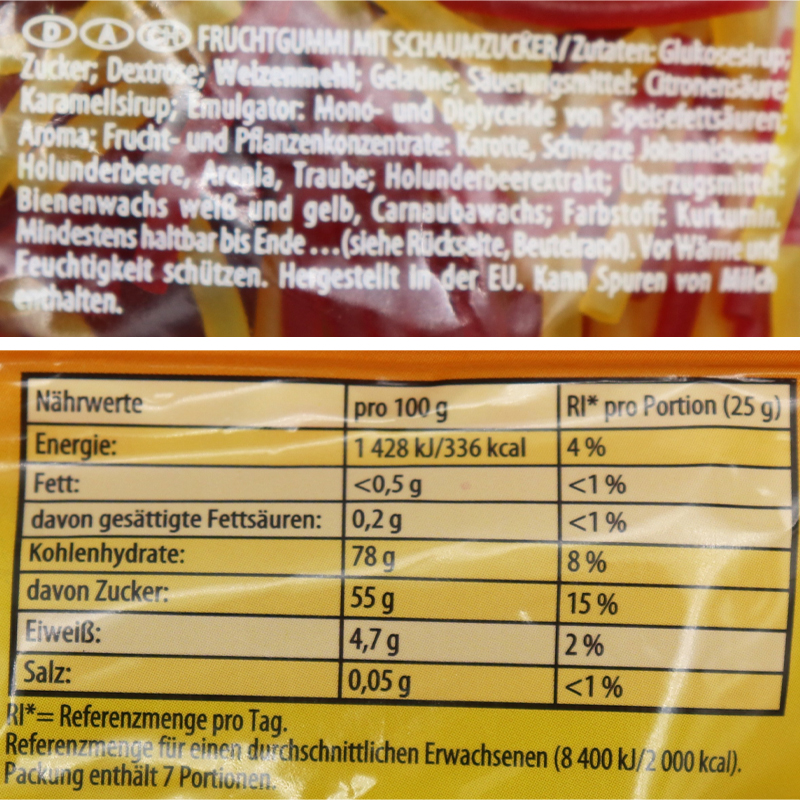 D A CH FRUCHTGUMMI MIT SCHAUMZUCKER/Zutaten: Glukosesirup;
Zucker; Dextrose; Weizenmehl; Gelatine; Säuerungsmittel: Citronensäure;
Karamellsirup; Emulgator: Mono- und Diglyceride von Speisefettsäuren;
Aroma; Frucht- und Pflanzenkonzentrate: Karotte, Schwarze Johannisbeere,
Holunderbeere, Aronia, Traube; Holunderbeerextrakt; Überzugsmittel:
Bienenwachs weiß und gelb, Carnaubawachs; Farbstoff: Kurkumin.
Mindestens haltbar bis Ende ...(siehe Rückseite, Beutelrand). Vor Wärme und
Feuchtigkeit schützen. Hergestellt in der EU. Kann Spuren von Milch
enthalten.
Nährwerte pro 100 g RI* pro Portion (25 g)
Energie: 1 428 kJ/336 kcal 4 %
Fett: <0,5 g <1 %
davon gesättigte Fettsäuren: 0,2 g <1 %
Kohlenhydrate: 78 g 8 %
davon Zucker: 55 g 15 %
Eiweiß: 4,7 g 2 %
Salz: 0,05 g <1 %
RI*= Referenzmenge pro Tag.
Referenzmenge für einen durchschnittlichen Erwachsenen (8 400 kJ/2 000 kcal).
Packung enthält 7 Portionen.